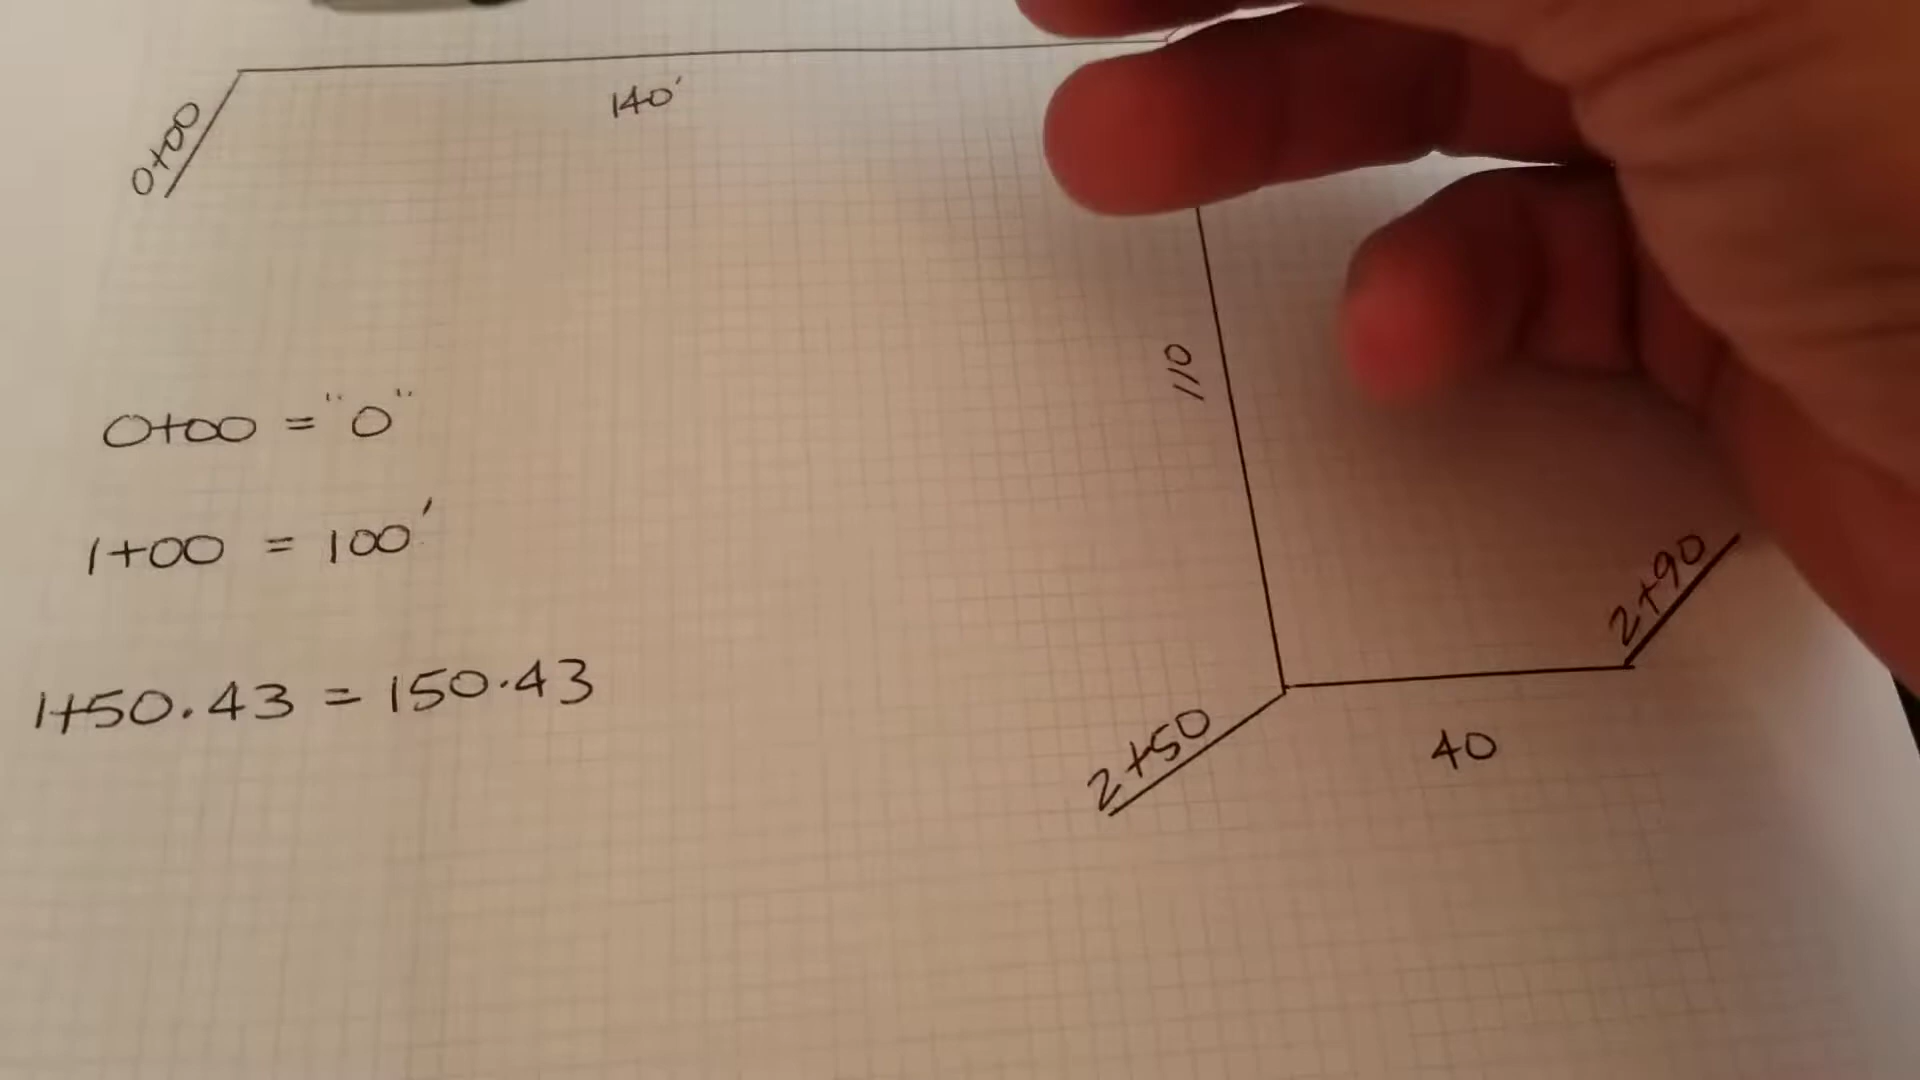 0+00
140'
110
0+00 = "0"
1+00 = 100'
1+50.43 = 150.43
2+50
40
2+90